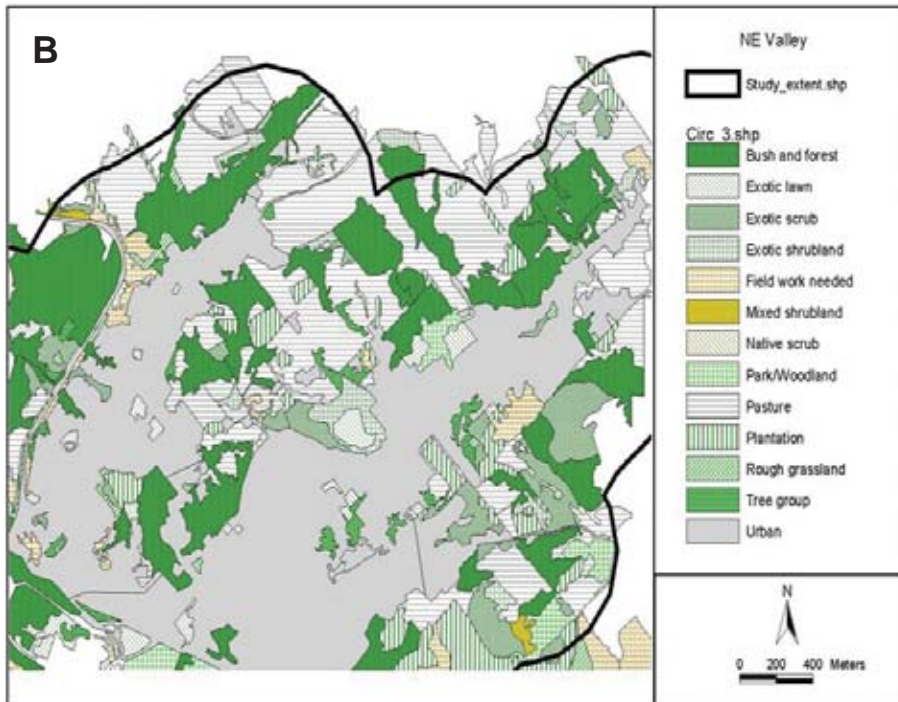 B
NE Valley
Study_extent.shp
Circ_3.shp
Bush and forest
Exotic lawn
Exotic scrub
Exotic shrubland
Field work needed
Mixed shrubland
Native scrub
Park/Woodland
Pasture
Plantation
Rough grassland
Tree group
Urban
N
0 200 400 Meters